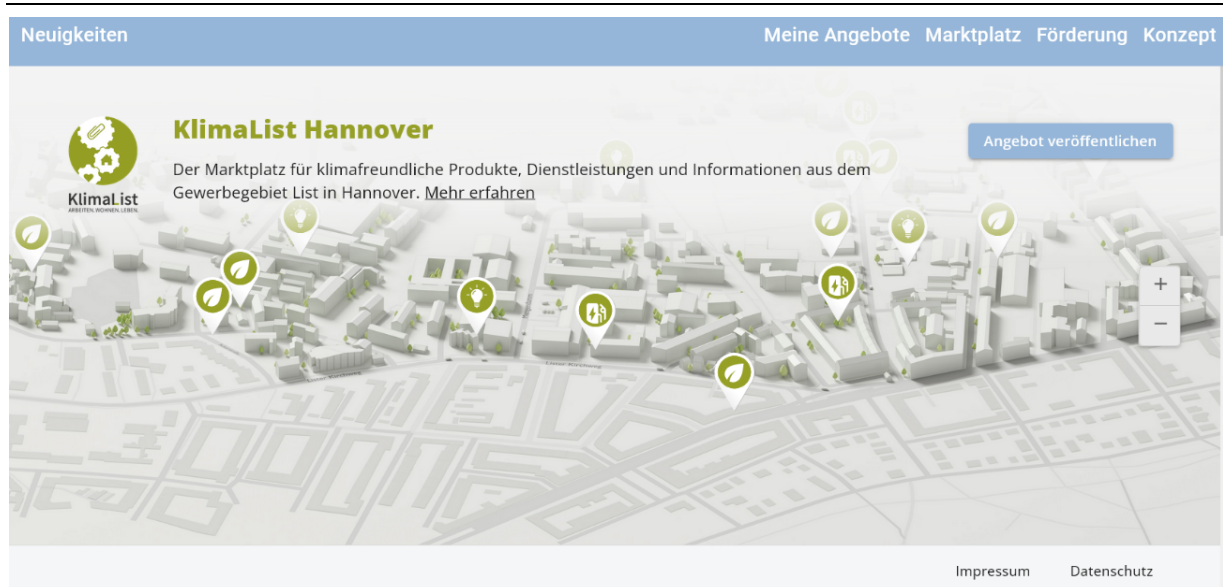 Neuigkeiten
Meine Angebote Marktplatz Förderung Konzept
KlimaList Hannover
Angebot veröffentlichen
Der Marktplatz für klimafreundliche Produkte, Dienstleistungen und Informationen aus dem
Gewerbegebiet List in Hannover. Mehr erfahren
KlimaList
ARBEITEN. WOHNEN. LEBEN.
+
−
Impressum Datenschutz